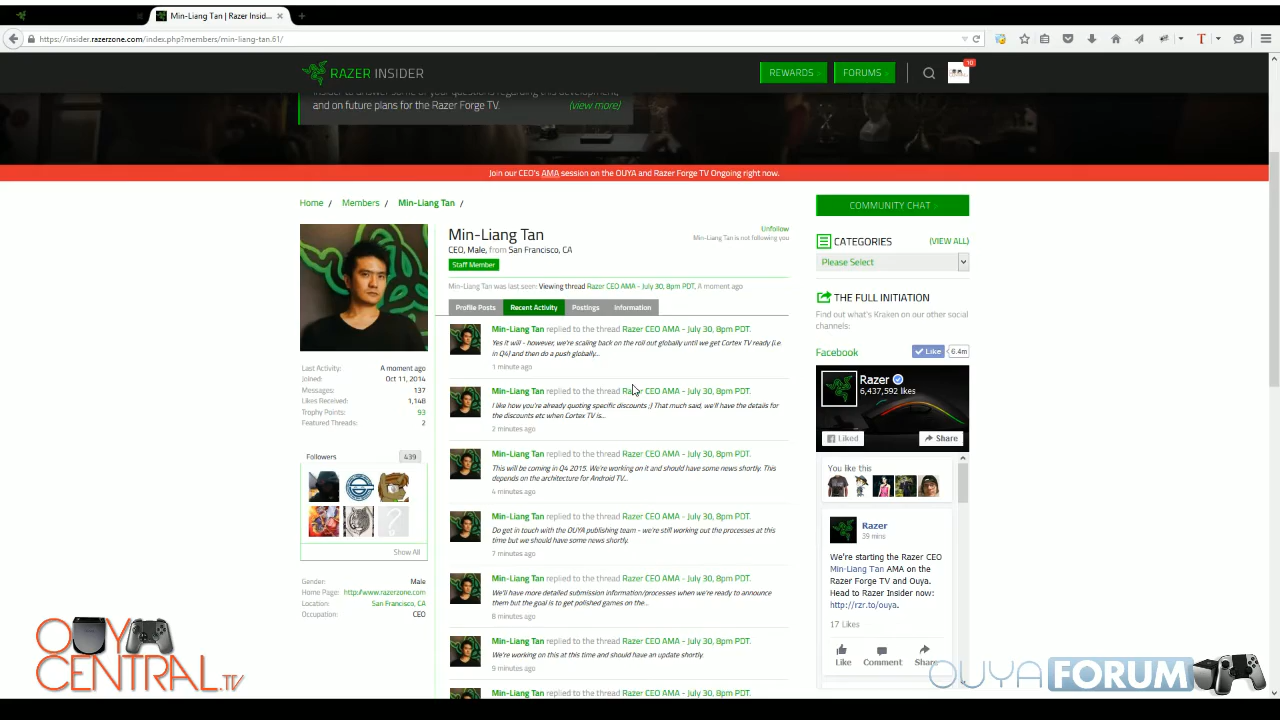 Min-Liang Tan | Razer Insid...
https://insider.razerzone.com/index.php?members/min-liang-tan.61/
RAZER INSIDER
REWARDS
FORUMS
10
Insider to answer some of your questions regarding this development,
and on future plans for the Razer Forge TV.
(view more)
Join our CEO's AMA session on the OUYA and Razer Forge TV Ongoing right now.
Home / Members / Min-Liang Tan /
Min-Liang Tan
CEO, Male, from San Francisco, CA
Staff Member
Unfollow
Min-Liang Tan is not following you
Min-Liang Tan was last seen: Viewing thread Razer CEO AMA - July 30, 8pm PDT, A moment ago
Profile Posts
Recent Activity
Postings
Information
Min-Liang Tan replied to the thread Razer CEO AMA - July 30, 8pm PDT.
Yes it will - however, we're scaling back on the roll out globally until we get Cortex TV ready (i.e
in Q4) and then do a push globally...
1 minute ago
Min-Liang Tan replied to the thread Razer CEO AMA - July 30, 8pm PDT.
I like how you're already quoting specific discounts ;) That much said, we'll have the details for
the discounts etc when Cortex TV is...
2 minutes ago
Min-Liang Tan replied to the thread Razer CEO AMA - July 30, 8pm PDT.
This will be coming in Q4 2015. We're working on it and should have some news shortly. This
depends on the architecture for Android TV...
4 minutes ago
Min-Liang Tan replied to the thread Razer CEO AMA - July 30, 8pm PDT.
Do get in touch with the OUYA publishing team - we're still working out the processes at this
time but we should have some news shortly.
7 minutes ago
Min-Liang Tan replied to the thread Razer CEO AMA - July 30, 8pm PDT.
We'll have more detailed submission information/processes when we're ready to announce
them but the goal is to get polished games on the...
8 minutes ago
Min-Liang Tan replied to the thread Razer CEO AMA - July 30, 8pm PDT.
We're working on this at this time and should have an update shortly.
9 minutes ago
Min-Liang Tan replied to the thread Razer CEO AMA - July 30, 8pm PDT.
Last Activity: A moment ago
Joined: Oct 11, 2014
Messages: 137
Likes Received: 1,148
Trophy Points: 93
Featured Threads: 2
Followers 439
?
Show All
Gender: Male
Home Page: http://www.razerzone.com
Location: San Francisco, CA
Occupation: CEO
COMMUNITY CHAT
CATEGORIES
(VIEW ALL)
Please Select
THE FULL INITIATION
Find out what's Kraken on our other social
channels:
Facebook
Like
6.4m
Razer
6,437,592 likes
Liked
Share
You like this
Razer
39 mins
We're starting the Razer CEO
Min-Liang Tan AMA on the
Razer Forge TV and Ouya.
Head to Razer Insider now:
http://rzr.to/ouya.
17 Likes
Like
Comment
Share
OUYA
CENTRAL.TV
OUYAFORUM